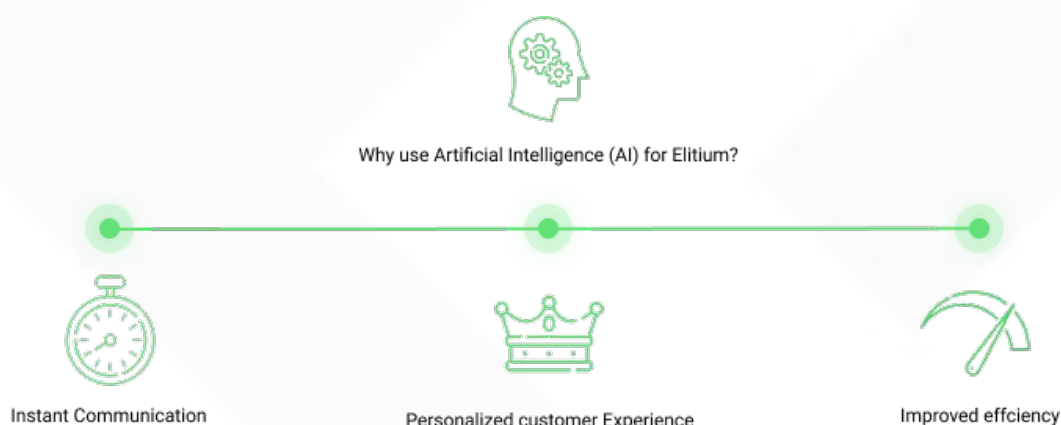 Why use Artificial Intelligence (AI) for Elitium?
Instant Communication
Personalized customer Experience
Improved effciency